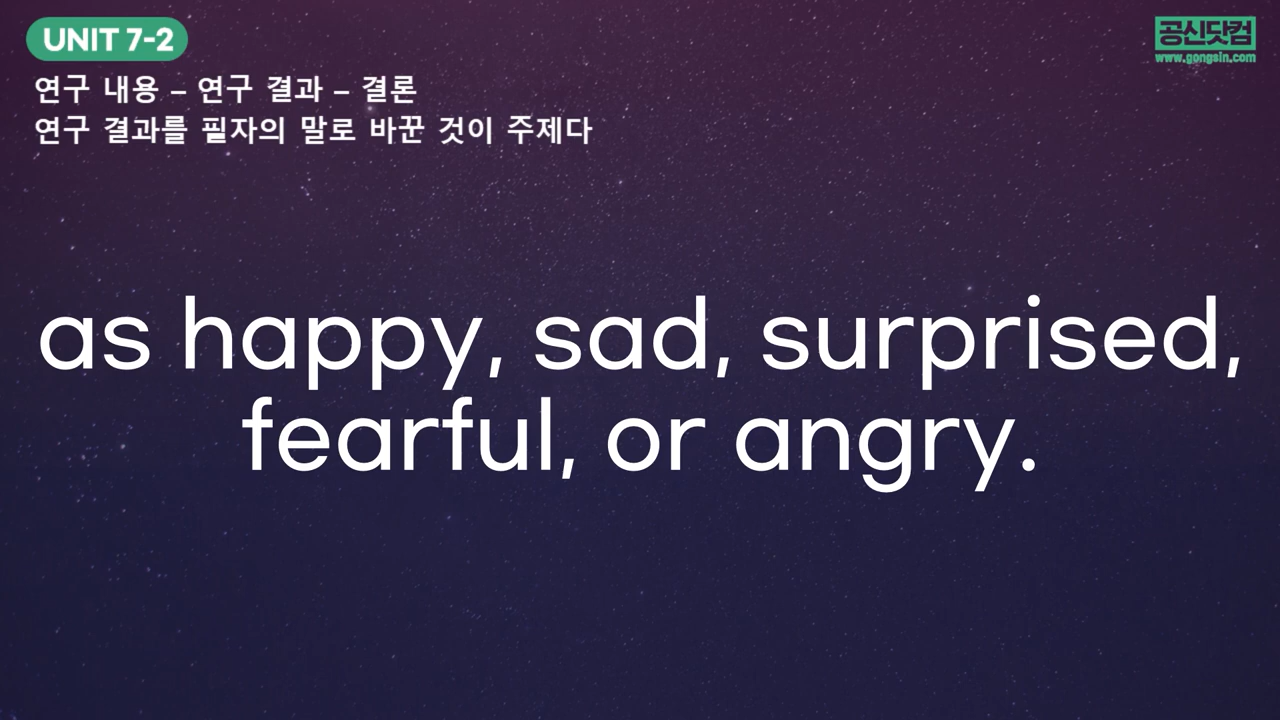 UNIT 7-2
공신닷컴
www.gongsin.com
연구 내용 – 연구 결과 – 결론
연구 결과를 필자의 말로 바꾼 것이 주제다
as happy, sad, surprised,
fearful, or angry.